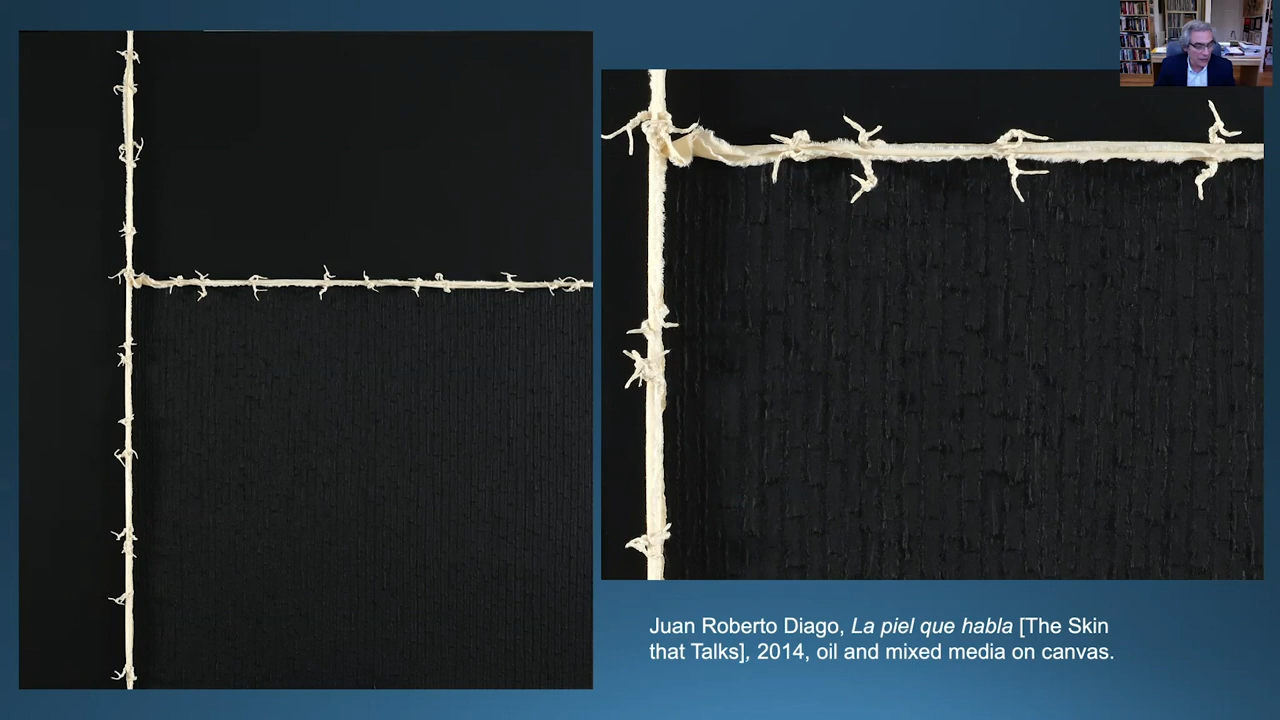 Juan Roberto Diago, La piel que habla [The Skin
that Talks], 2014, oil and mixed media on canvas.